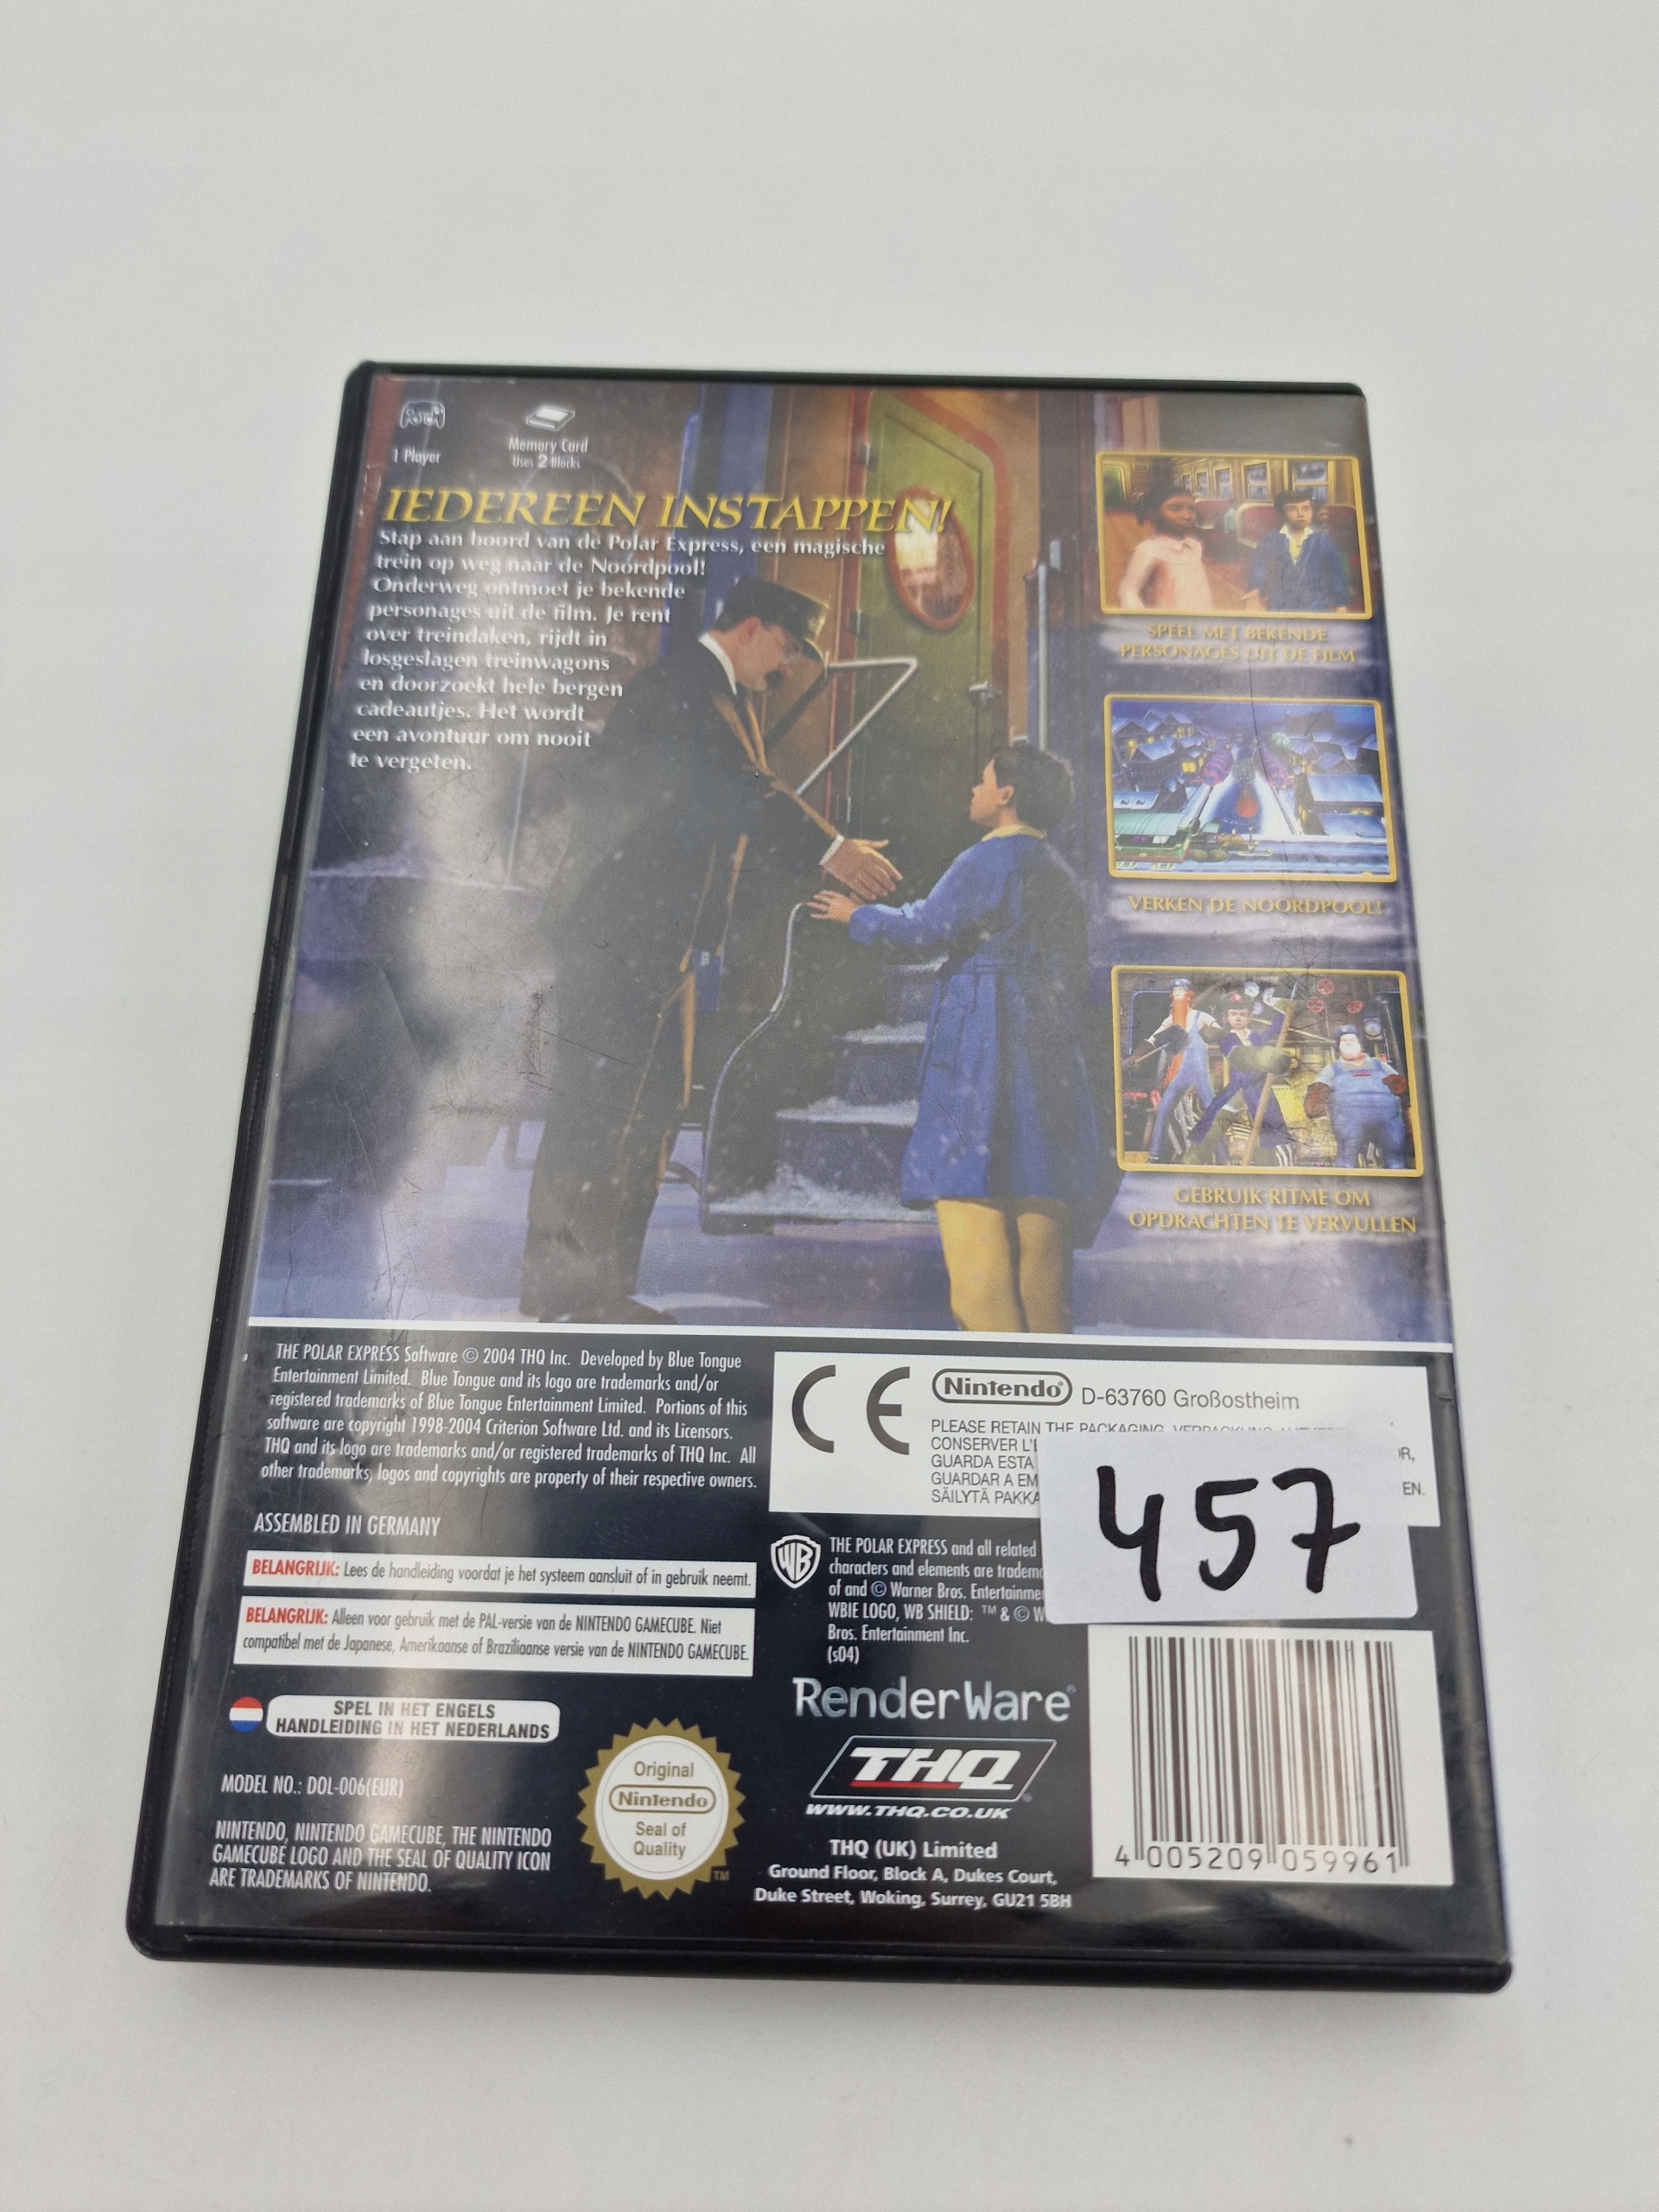 1 Player
Memory Card
Uses 2 Blocks
IEDEREEN INSTAPPEN!
Stap aan boord van de Polar Express, een magische
trein op weg naar de Noordpool!
Onderweg ontmoet je bekende
personages uit de film. Je rent
over treindaken, rijdt in
losgeslagen treinwagons
en doorzoekt hele bergen
cadeautjes. Het wordt
een avontuur om nooit
te vergeten.
SPEEL MET BEKENDE
PERSONAGES UIT DE FILM
VERKEN DE NOORDPOOL!
GEBRUIK RITME OM
OPDRACHTEN TE VERVULLEN
THE POLAR EXPRESS Software © 2004 THQ Inc. Developed by Blue Tongue
Entertainment Limited. Blue Tongue and its logo are trademarks and/or
registered trademarks of Blue Tongue Entertainment Limited. Portions of this
software are copyright 1998-2004 Criterion Software Ltd. and its Licensors.
THQ and its logo are trademarks and/or registered trademarks of THQ Inc. All
other trademarks, logos and copyrights are property of their respective owners.
ASSEMBLED IN GERMANY
BELANGRIJK: Lees de handleiding voordat je het systeem aansluit of in gebruik neemt.
BELANGRIJK: Alleen voor gebruik met de PAL-versie van de NINTENDO GAMECUBE. Niet
compatibel met de Japanese, Amerikaanse of Braziliaanse versie van de NINTENDO GAMECUBE.
SPEL IN HET ENGELS
HANDLEIDING IN HET NEDERLANDS
MODEL NO.: DOL-006(EUR)
NINTENDO, NINTENDO GAMECUBE, THE NINTENDO
GAMECUBE LOGO AND THE SEAL OF QUALITY ICON
ARE TRADEMARKS OF NINTENDO.
Original
Nintendo
Seal of
Quality
TM
CE
Nintendo® D-63760 Großostheim
PLEASE RETAIN THE PACKAGING.
CONSERVER L'
GUARDA ESTA
GUARDAR A EM
SÄILYTÄ PAKKA
EN.
457
WB
THE POLAR EXPRESS and all related
characters and elements are tradem
of and © Warner Bros. Entertainme
WBIE LOGO, WB SHIELD: ™ & © W
Bros. Entertainment Inc.
(s04)
RenderWare®
THQ®
WWW.THQ.CO.UK
THQ (UK) Limited
Ground Floor, Block A, Dukes Court,
Duke Street, Woking, Surrey, GU21 5BH
4 005209 059961